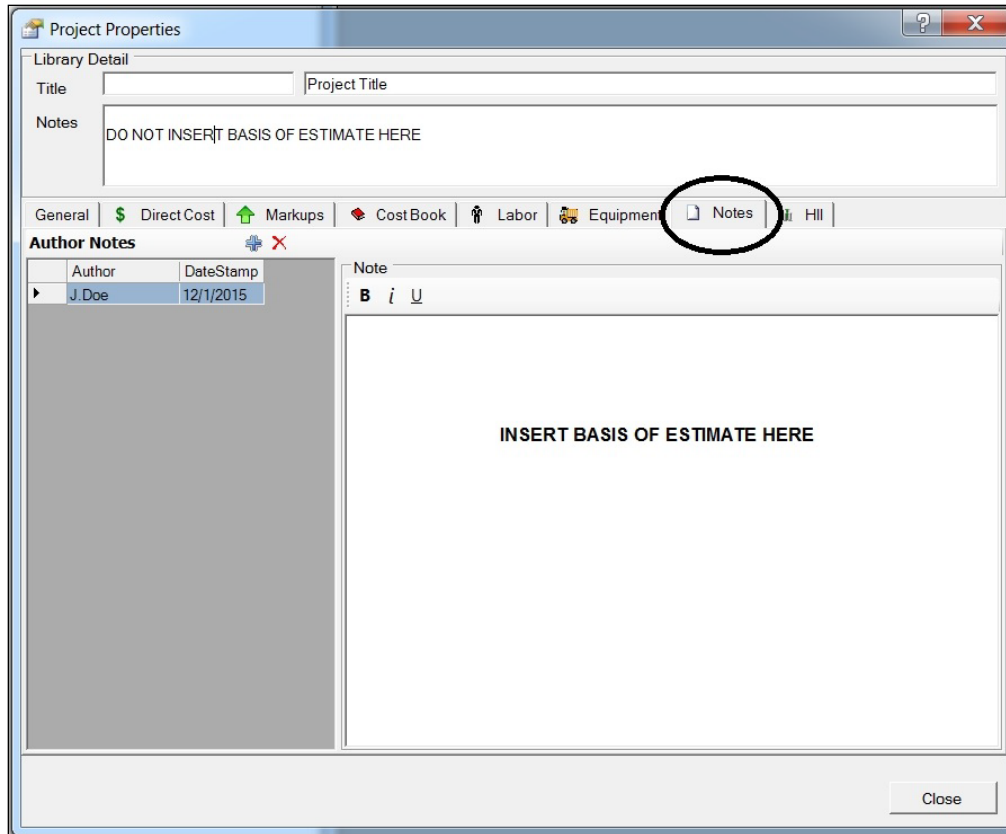 Project Properties
Library Detail
Title
Project Title
Notes
DO NOT INSERT BASIS OF ESTIMATE HERE
General $ Direct Cost Markups Cost Book Labor Equipment Notes HII
Author Notes
Author DateStamp
J.Doe 12/1/2015
Note
B i U
INSERT BASIS OF ESTIMATE HERE
Close